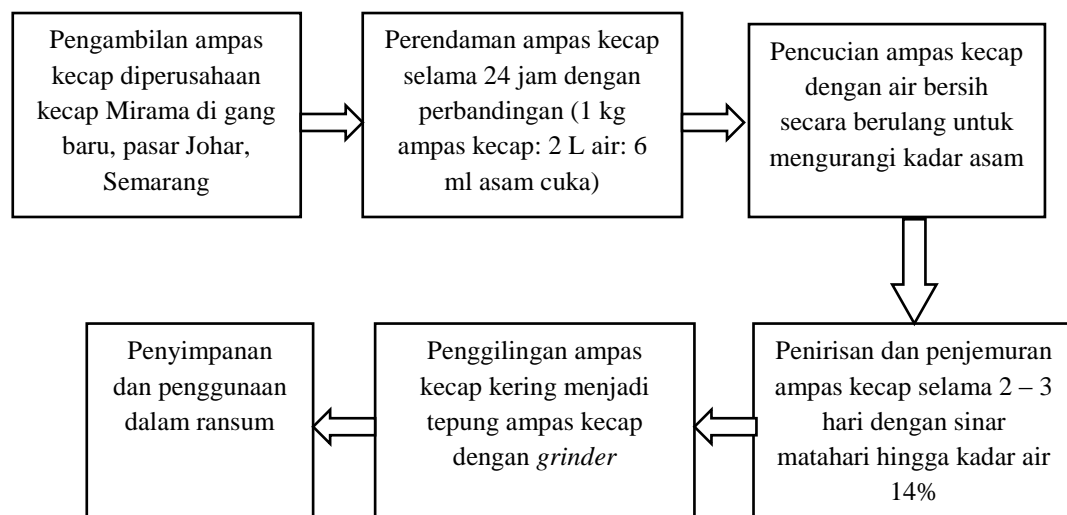 Pengambilan ampas
kecap diperusahaan
kecap Mirama di gang
baru, pasar Johar,
Semarang
Perendaman ampas kecap
selama 24 jam dengan
perbandingan (1 kg
ampas kecap: 2 L air: 6
ml asam cuka)
Pencucian ampas kecap
dengan air bersih
secara berulang untuk
mengurangi kadar asam
Penirisan dan penjemuran
ampas kecap selama 2 – 3
hari dengan sinar
matahari hingga kadar air
14%
Penggilingan ampas
kecap kering menjadi
tepung ampas kecap
dengan grinder
Penyimpanan
dan penggunaan
dalam ransum